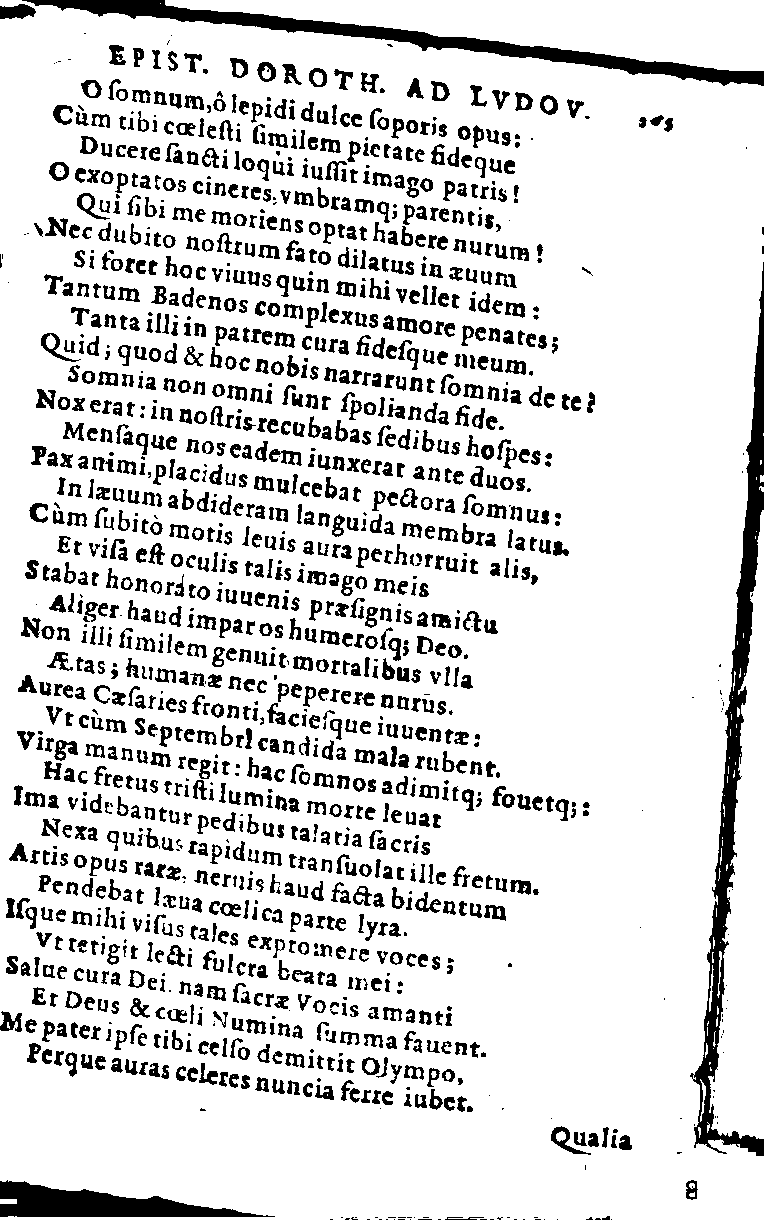 EPIST. DOROTH. AD LVDOV.
O ſomnum, ô lepidi dulce ſoporis opus:
Cùm tibi cœleſti ſimilem pietate fideque
Ducere ſancti loqui iuſſit imago patris!
O exoptatos cineres, vmbramq; parentis,
Qui ſibi me moriens optat habere nurum!
Nec dubito noſtrum fato dilatus in æuum
Si foret hoc viuus quin mihi vellet idem:
Tantum Badenos complexus amore penates;
Tanta illi in patrem cura fideſque meum.
Quid; quod & hoc nobis narrarunt ſomnia de te?
Somnia non omni ſunt ſpolianda fide.
Nox erat: in noſtris recubabas ſedibus hoſpes:
Menſaque nos eadem iunxerat ante duos.
Pax animi, placidus mulcebat pectora ſomnus:
In læuum abdideram languida membra latus.
Cùm ſubitò motis leuis aura perhorruit alis,
Et viſa eſt oculis talis imago meis
Stabat honorato iuuenis præſignis amictu
Aliger haud impar os humeroſq; Deo.
Non illi ſimilem genuit mortalibus vlla
Ætas; humanæ nec peperere nurus.
Aurea Cæſaries fronti, facieſque iuuentæ:
Vt cùm Septembri candida mala rubent.
Virga manum regit: hac ſomnos adimitq; fouetq;:
Hac fretus triſti lumina morte leuat
Ima videbantur pedibus talaria ſacris
Nexa quibus rapidum tranſuolat ille fretum.
Artis opus raræ, neruis haud facta bidentum
Pendebat læua cœlica parte lyra.
Iſque mihi viſus tales expromere voces;
Vt tetigit lecti fulcra beata mei:
Salue cura Dei. nam ſacræ Vocis amanti
Et Deus & cœli Numina ſumma fauent.
Me pater ipſe tibi celſo demittit Olympo,
Perque auras celeres nuncia ferre iubet.
Qualia